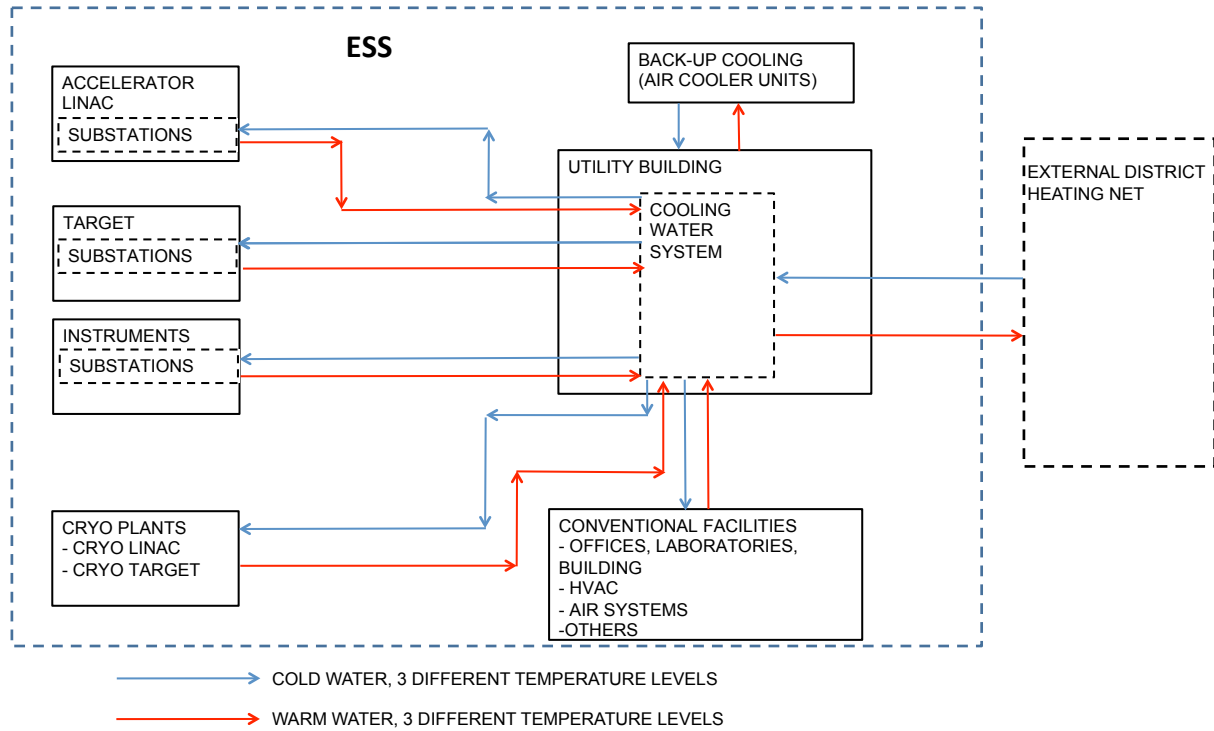 ESS
ACCELERATOR
LINAC
SUBSTATIONS
BACK-UP COOLING
(AIR COOLER UNITS)
UTILITY BUILDING
COOLING
WATER
SYSTEM
EXTERNAL DISTRICT
HEATING NET
TARGET
SUBSTATIONS
INSTRUMENTS
SUBSTATIONS
CRYO PLANTS
- CRYO LINAC
- CRYO TARGET
CONVENTIONAL FACILITIES
- OFFICES, LABORATORIES,
BUILDING
- HVAC
- AIR SYSTEMS
-OTHERS
COLD WATER, 3 DIFFERENT TEMPERATURE LEVELS
WARM WATER, 3 DIFFERENT TEMPERATURE LEVELS